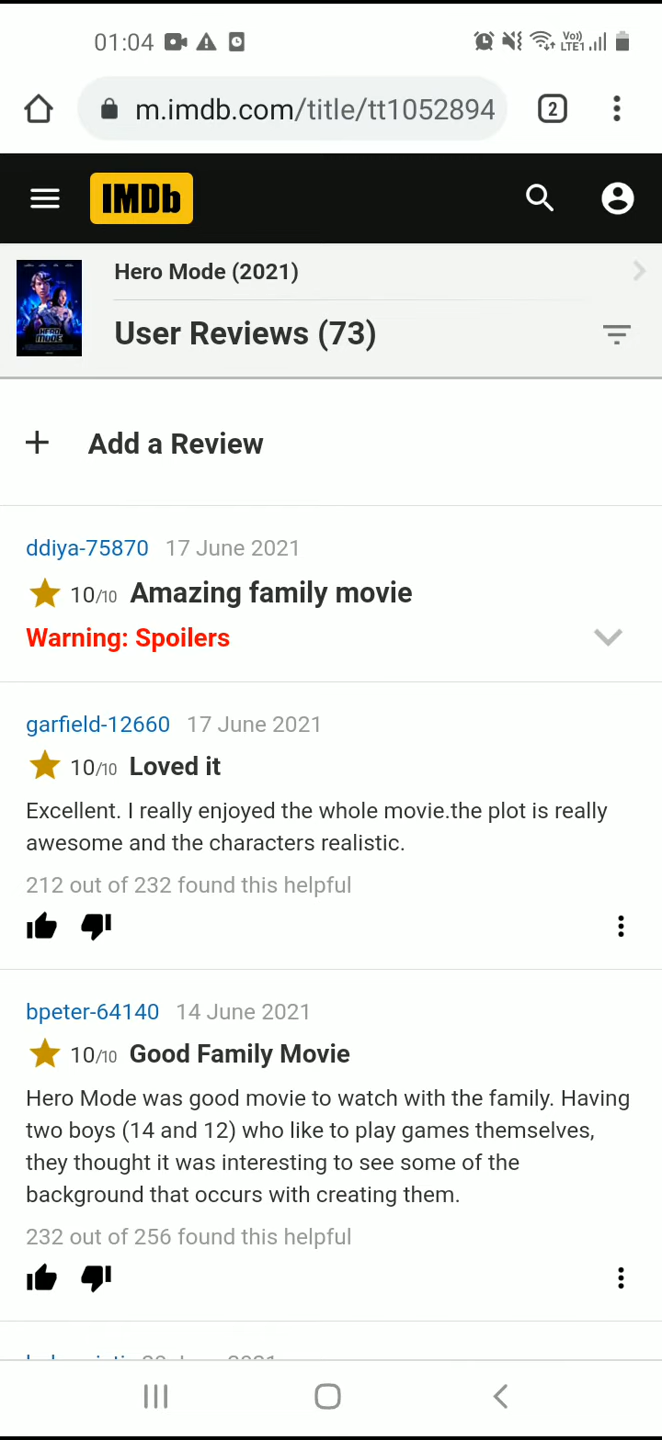 01:04
Vo))
LTE1
m.imdb.com/title/tt1052894
2
IMDb
Hero Mode (2021)
HERO
MODE
User Reviews (73)
+ Add a Review
ddiya-75870 17 June 2021
10/10 Amazing family movie
Warning: Spoilers
garfield-12660 17 June 2021
10/10 Loved it
Excellent. I really enjoyed the whole movie.the plot is really
awesome and the characters realistic.
212 out of 232 found this helpful
bpeter-64140 14 June 2021
10/10 Good Family Movie
Hero Mode was good movie to watch with the family. Having
two boys (14 and 12) who like to play games themselves,
they thought it was interesting to see some of the
background that occurs with creating them.
232 out of 256 found this helpful